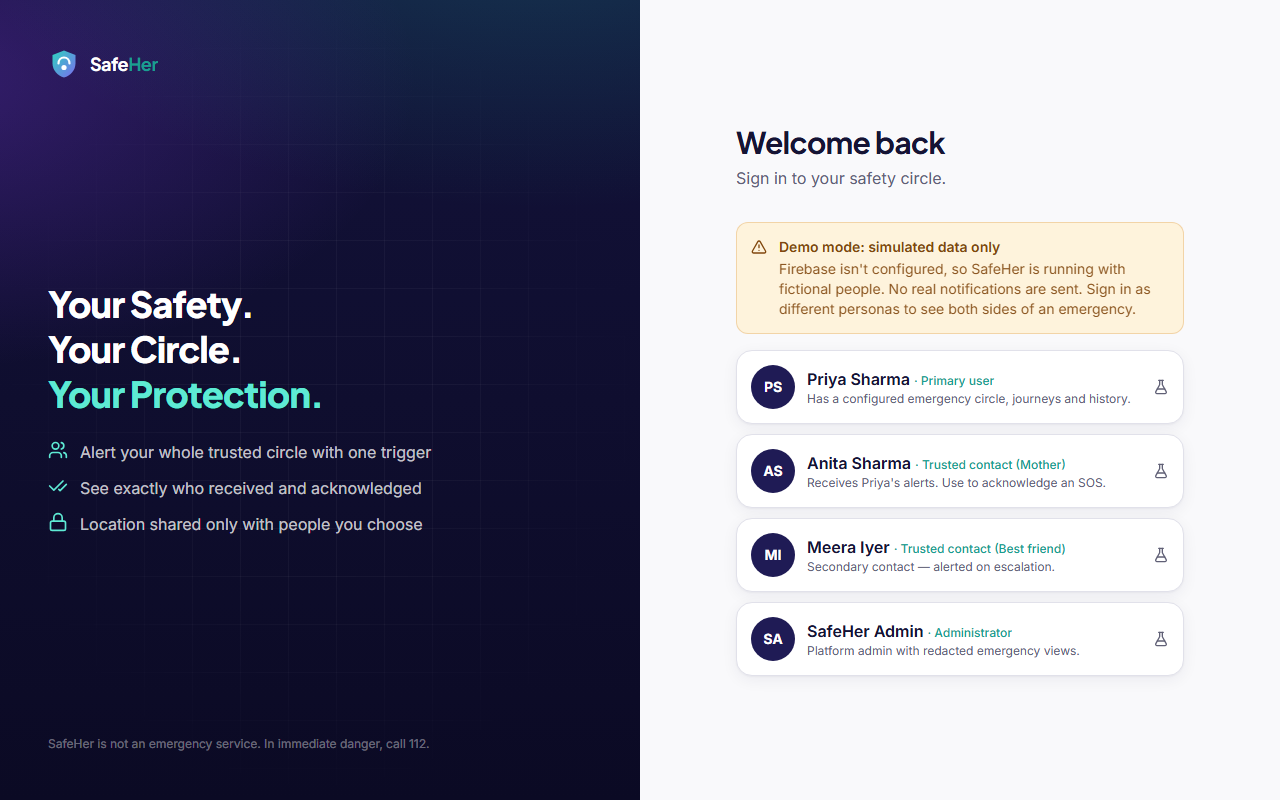 SafeHer
Your Safety.
Your Circle.
Your Protection.
Alert your whole trusted circle with one trigger
See exactly who received and acknowledged
Location shared only with people you choose
SafeHer is not an emergency service. In immediate danger, call 112.
Welcome back
Sign in to your safety circle.
Demo mode: simulated data only
Firebase isn't configured, so SafeHer is running with
fictional people. No real notifications are sent. Sign in as
different personas to see both sides of an emergency.
PS
Priya Sharma · Primary user
Has a configured emergency circle, journeys and history.
AS
Anita Sharma · Trusted contact (Mother)
Receives Priya's alerts. Use to acknowledge an SOS.
MI
Meera Iyer · Trusted contact (Best friend)
Secondary contact — alerted on escalation.
SA
SafeHer Admin · Administrator
Platform admin with redacted emergency views.